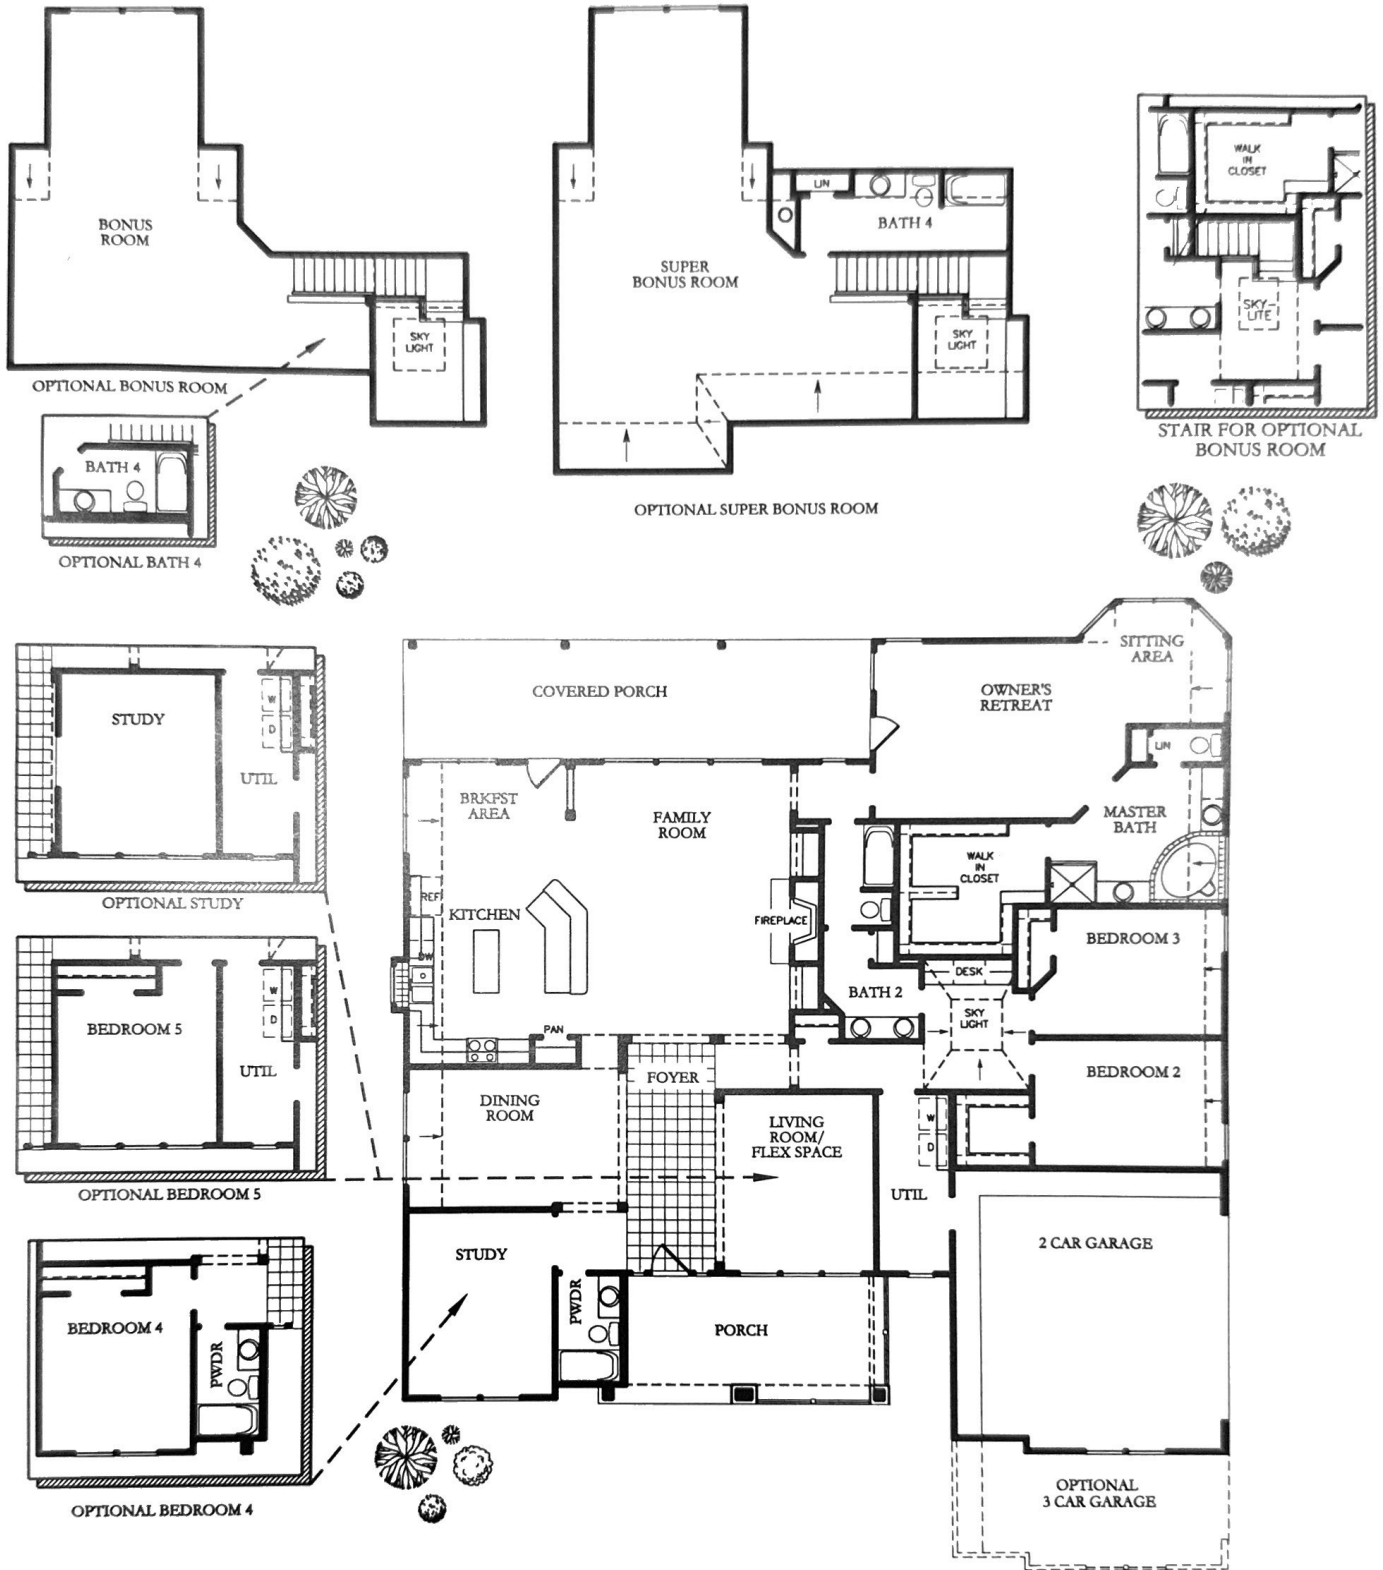 BONUS
ROOM
SKY
LIGHT
OPTIONAL BONUS ROOM
BATH 4
OPTIONAL BATH 4
LIN
BATH 4
SUPER
BONUS ROOM
SKY
LIGHT
OPTIONAL SUPER BONUS ROOM
WALK
IN
CLOSET
SKY-
LITE
STAIR FOR OPTIONAL
BONUS ROOM
STUDY
W
D
UTIL
OPTIONAL STUDY
BEDROOM 5
W
D
UTIL
OPTIONAL BEDROOM 5
BEDROOM 4
PWDR
OPTIONAL BEDROOM 4
SITTING
AREA
COVERED PORCH
OWNER'S
RETREAT
LIN
BRKFST
AREA
FAMILY
ROOM
MASTER
BATH
WALK
IN
CLOSET
REF
KITCHEN
FIREPLACE
BEDROOM 3
DW
D
DESK
BATH 2
SKY
LIGHT
PAN
FOYER
BEDROOM 2
DINING
ROOM
LIVING
ROOM/
FLEX SPACE
W
D
UTIL
STUDY
2 CAR GARAGE
PWDR
PORCH
OPTIONAL
3 CAR GARAGE